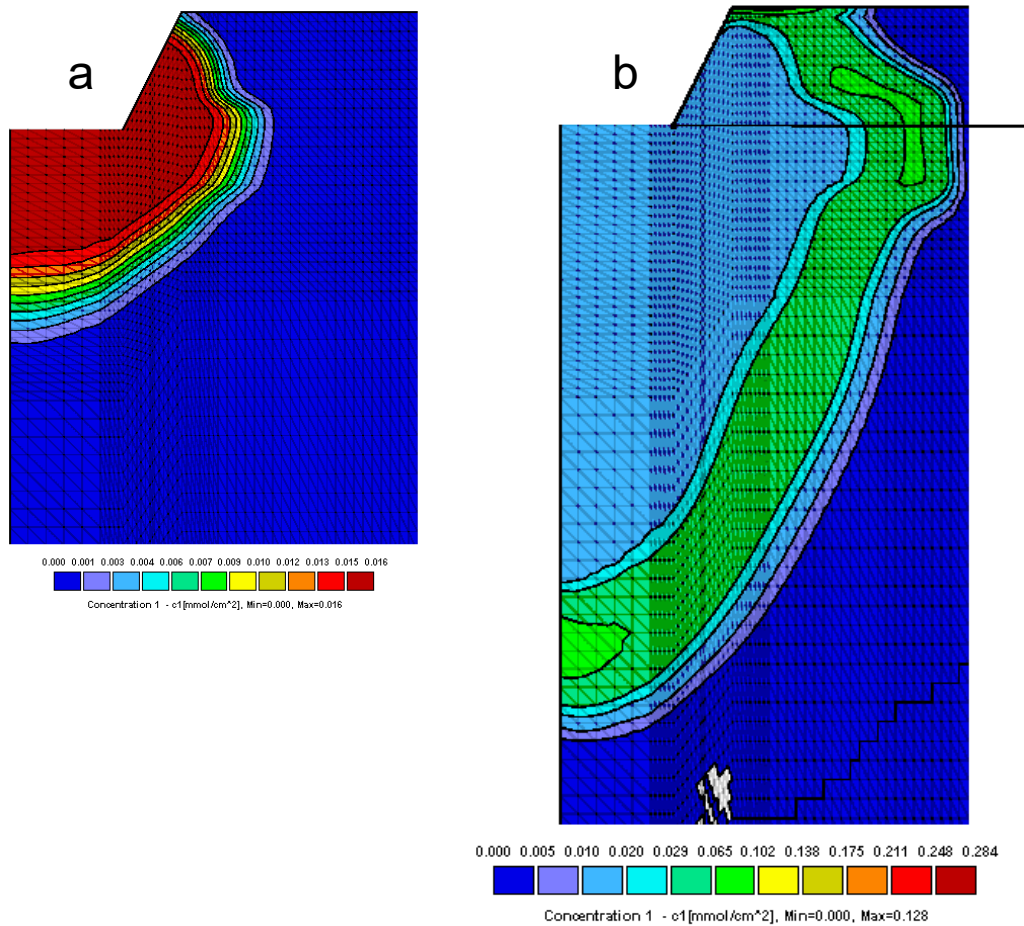 a
b
0.000 0.001 0.003 0.004 0.006 0.007 0.009 0.010 0.012 0.013 0.015 0.016
Concentration 1 - c1[mmol/cm^2], Min=0.000, Max=0.016
0.000 0.005 0.010 0.020 0.029 0.065 0.102 0.138 0.175 0.211 0.248 0.284
Concentration 1 - c1[mmol/cm^2], Min=0.000, Max=0.128